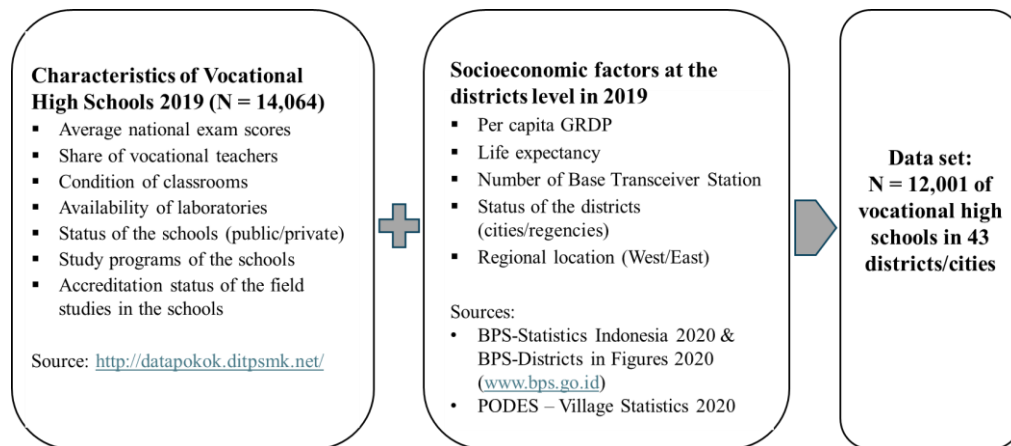 Characteristics of Vocational
High Schools 2019 (N = 14,064)
▪ Average national exam scores
▪ Share of vocational teachers
▪ Condition of classrooms
▪ Availability of laboratories
▪ Status of the schools (public/private)
▪ Study programs of the schools
▪ Accreditation status of the field
studies in the schools
Source: http://datapokok.ditpsmk.net/
Socioeconomic factors at the
districts level in 2019
▪ Per capita GRDP
▪ Life expectancy
▪ Number of Base Transceiver Station
▪ Status of the districts
(cities/regencies)
▪ Regional location (West/East)
Sources:
• BPS-Statistics Indonesia 2020 &
BPS-Districts in Figures 2020
(www.bps.go.id)
• PODES – Village Statistics 2020
Data set:
N = 12,001 of
vocational high
schools in 43
districts/cities